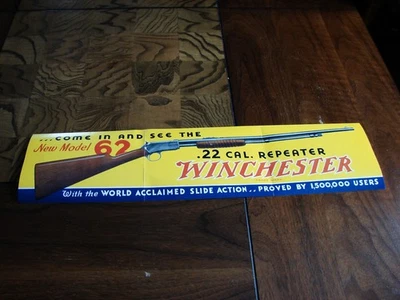 ...COME IN AND SEE THE
New Model 62
.22 CAL. REPEATER
WINCHESTER
With the WORLD ACCLAIMED SLIDE ACTION.. PROVED BY 1,500,000 USERS